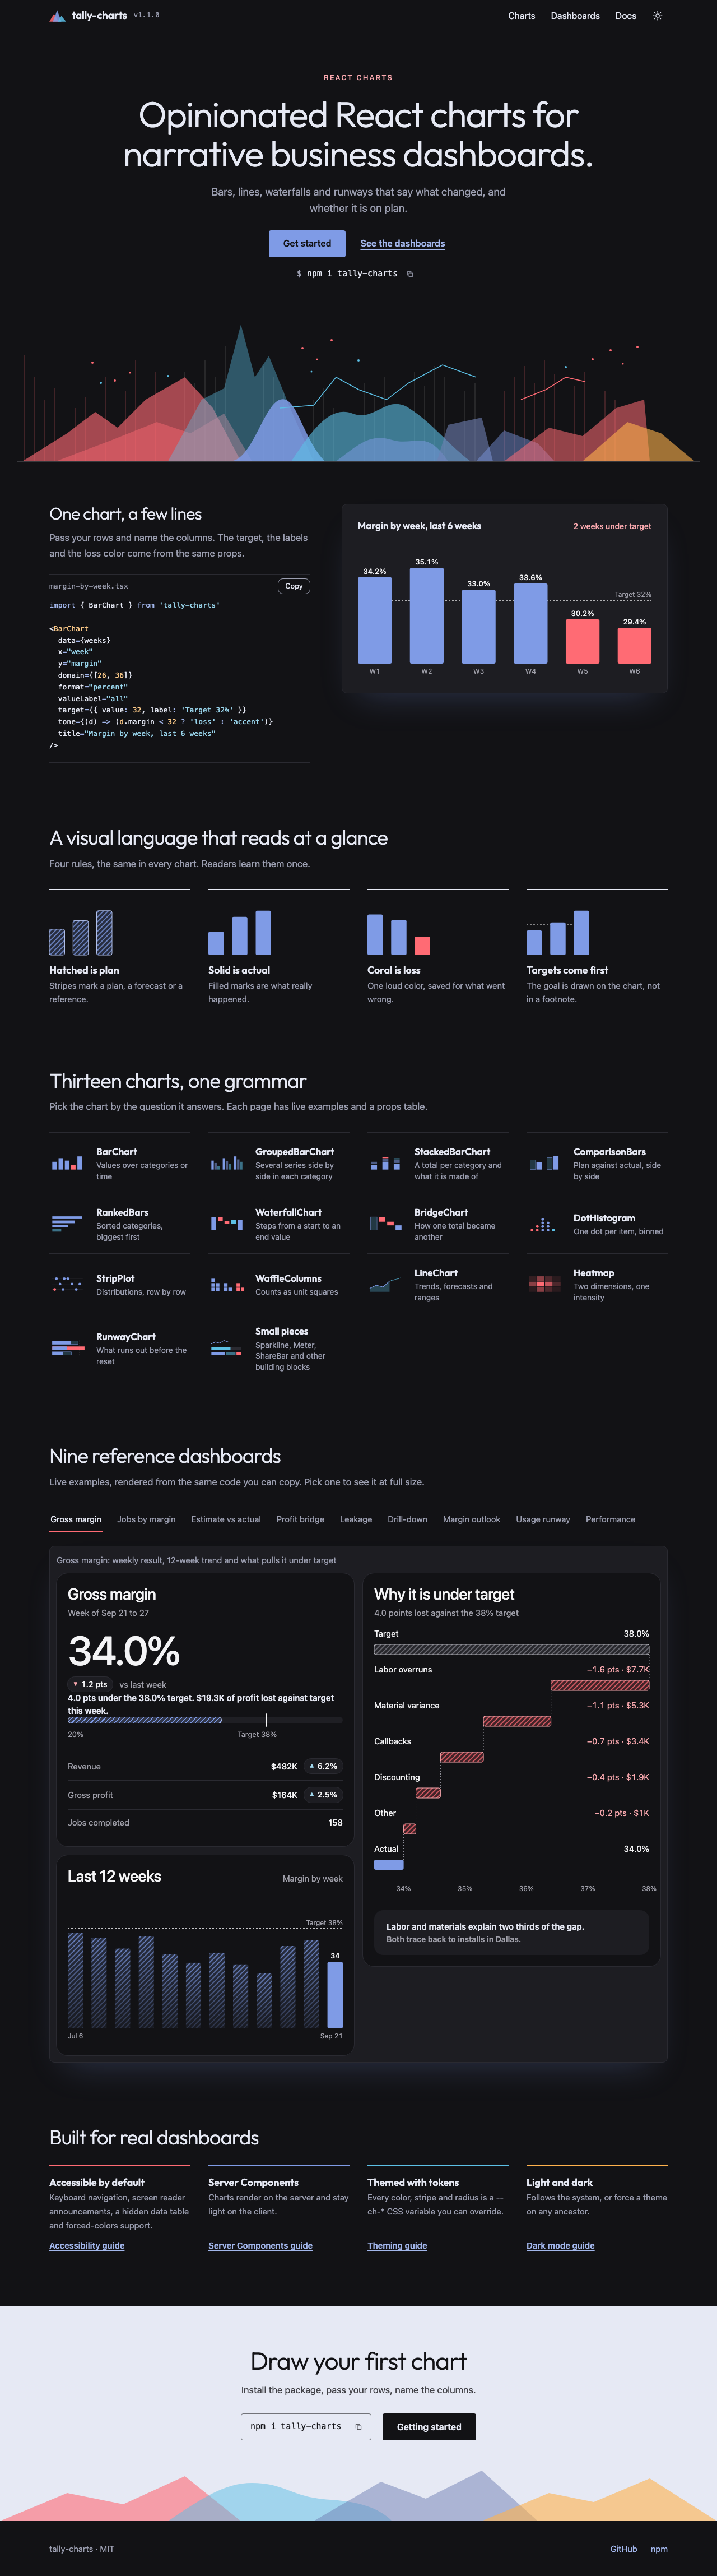 tally-charts v1.1.0
Charts Dashboards Docs
REACT CHARTS
Opinionated React charts for
narrative business dashboards.
Bars, lines, waterfalls and runways that say what changed, and
whether it is on plan.
Get started See the dashboards
$ npm i tally-charts
One chart, a few lines
Pass your rows and name the columns. The target, the labels
and the loss color come from the same props.
margin-by-week.tsx Copy
import { BarChart } from 'tally-charts'
<BarChart
data={weeks}
x="week"
y="margin"
domain={[26, 36]}
format="percent"
valueLabel="all"
target={{ value: 32, label: 'Target 32%' }}
tone={(d) => (d.margin < 32 ? 'loss' : 'accent')}
title="Margin by week, last 6 weeks"
/>
Margin by week, last 6 weeks 2 weeks under target
34.2% 35.1% 33.0% 33.6% 30.2% 29.4%
Target 32%
W1 W2 W3 W4 W5 W6
A visual language that reads at a glance
Four rules, the same in every chart. Readers learn them once.
Hatched is plan
Stripes mark a plan, a forecast or a
reference.
Solid is actual
Filled marks are what really
happened.
Coral is loss
One loud color, saved for what went
wrong.
Targets come first
The goal is drawn on the chart, not
in a footnote.
Thirteen charts, one grammar
Pick the chart by the question it answers. Each page has live examples and a props table.
BarChart
Values over categories or
time
GroupedBarChart
Several series side by
side in each category
StackedBarChart
A total per category and
what it is made of
ComparisonBars
Plan against actual, side
by side
RankedBars
Sorted categories,
biggest first
WaterfallChart
Steps from a start to an
end value
BridgeChart
How one total became
another
DotHistogram
One dot per item, binned
StripPlot
Distributions, row by row
WaffleColumns
Counts as unit squares
LineChart
Trends, forecasts and
ranges
Heatmap
Two dimensions, one
intensity
RunwayChart
What runs out before the
reset
Small pieces
Sparkline, Meter,
ShareBar and other
building blocks
Nine reference dashboards
Live examples, rendered from the same code you can copy. Pick one to see it at full size.
Gross margin Jobs by margin Estimate vs actual Profit bridge Leakage Drill-down Margin outlook Usage runway Performance
Gross margin: weekly result, 12-week trend and what pulls it under target
Gross margin
Week of Sep 21 to 27
34.0%
▼ 1.2 pts vs last week
4.0 pts under the 38.0% target. $19.3K of profit lost against target
this week.
20% Target 38%
Revenue $482K ▲ 6.2%
Gross profit $164K ▲ 2.5%
Jobs completed 158
Last 12 weeks Margin by week
Target 38%
34
Jul 6 Sep 21
Why it is under target
4.0 points lost against the 38% target
Target 38.0%
Labor overruns −1.6 pts · $7.7K
Material variance −1.1 pts · $5.3K
Callbacks −0.7 pts · $3.4K
Discounting −0.4 pts · $1.9K
Other −0.2 pts · $1K
Actual 34.0%
34% 35% 36% 37% 38%
Labor and materials explain two thirds of the gap.
Both trace back to installs in Dallas.
Built for real dashboards
Accessible by default
Keyboard navigation, screen reader
announcements, a hidden data table
and forced-colors support.
Accessibility guide
Server Components
Charts render on the server and stay
light on the client.
Server Components guide
Themed with tokens
Every color, stripe and radius is a --
ch-* CSS variable you can override.
Theming guide
Light and dark
Follows the system, or force a theme
on any ancestor.
Dark mode guide
Draw your first chart
Install the package, pass your rows, name the columns.
npm i tally-charts Getting started
tally-charts · MIT
GitHub npm